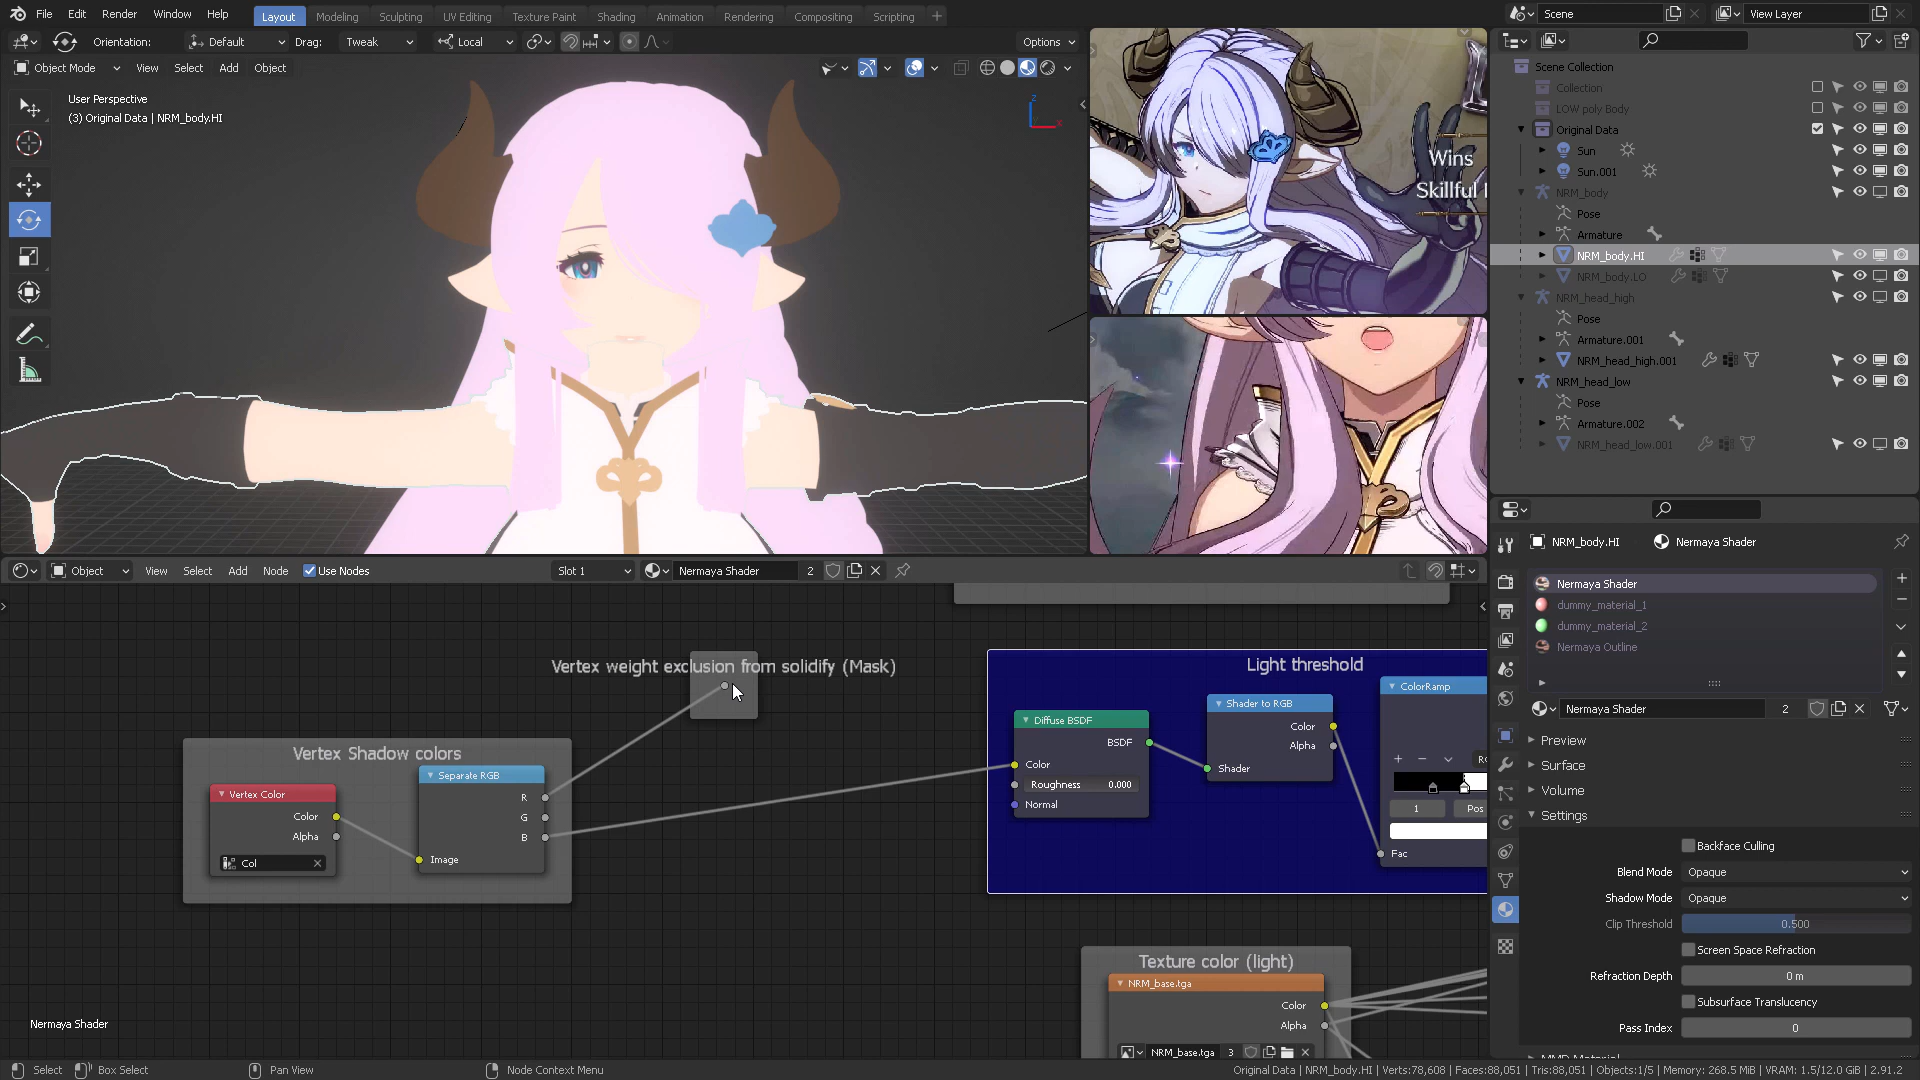 File Edit Render Window Help Layout Modeling Sculpting UV Editing Texture Paint Shading Animation Rendering Compositing Scripting + Scene View Layer
Orientation: Default Drag: Tweak Local Options
Object Mode View Select Add Object
User Perspective
(3) Original Data | NRM_body.HI
Z
X
Wins
Skillful
Scene Collection
Collection
LOW poly Body
Original Data
Sun
Sun.001
NRM_body
Pose
Armature
NRM_body.HI
NRM_body.LO
NRM_head_high
Pose
Armature.001
NRM_head_high.001
NRM_head_low
Pose
Armature.002
NRM_head_low.001
Object View Select Add Node Use Nodes Slot 1 Nermaya Shader 2
Vertex weight exclusion from solidify (Mask)
Vertex Shadow colors
Vertex Color
Color
Alpha
Col
Separate RGB
R
G
B
Image
Light threshold
Diffuse BSDF
BSDF
Color
Roughness 0.000
Normal
Shader to RGB
Color
Alpha
Shader
ColorRamp
+ −
1 Pos
Fac
Texture color (light)
NRM_base.tga
Color
Alpha
NRM_base.tga 3
Nermaya Shader
NRM_body.HI Nermaya Shader
Nermaya Shader
dummy_material_1
dummy_material_2
Nermaya Outline
Nermaya Shader 2
Preview
Surface
Volume
Settings
Backface Culling
Blend Mode Opaque
Shadow Mode Opaque
Clip Threshold 0.500
Screen Space Refraction
Refraction Depth 0 m
Subsurface Translucency
Pass Index 0
Select Box Select Pan View Node Context Menu
Original Data | NRM_body.HI | Verts:78,608 | Faces:88,051 | Tris:88,051 | Objects:1/5 | Memory: 268.5 MiB | VRAM: 1.5/12.0 GiB | 2.91.2